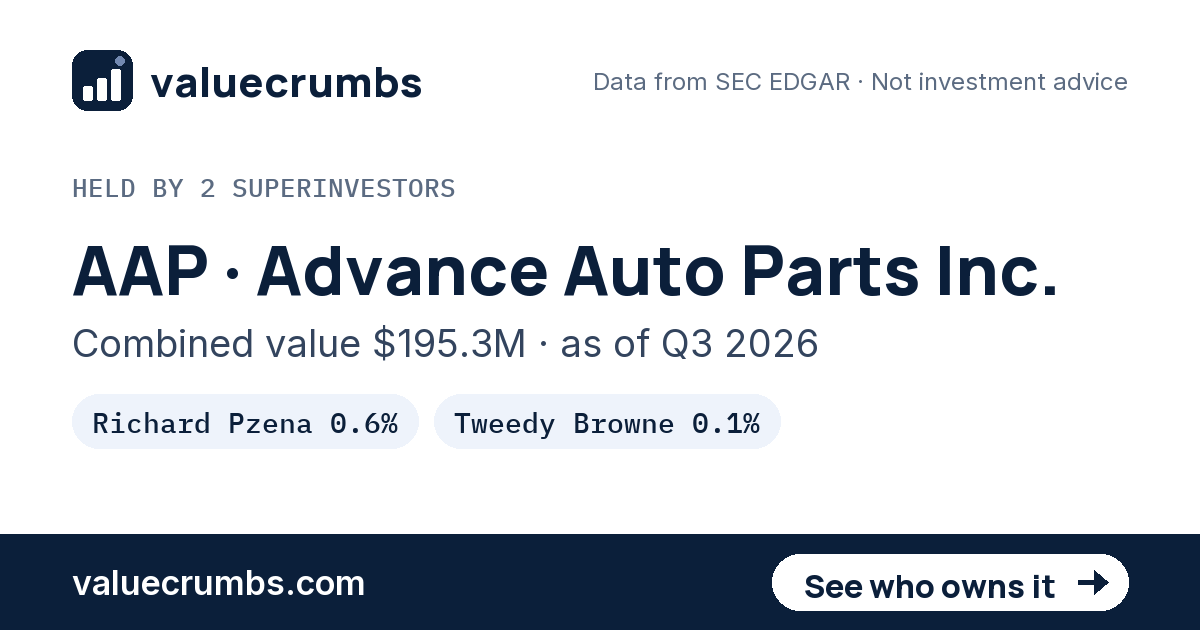 valuecrumbs
Data from SEC EDGAR · Not investment advice
HELD BY 2 SUPERINVESTORS
AAP · Advance Auto Parts Inc.
Combined value $195.3M · as of Q3 2026
Richard Pzena 0.6%
Tweedy Browne 0.1%
valuecrumbs.com
See who owns it →